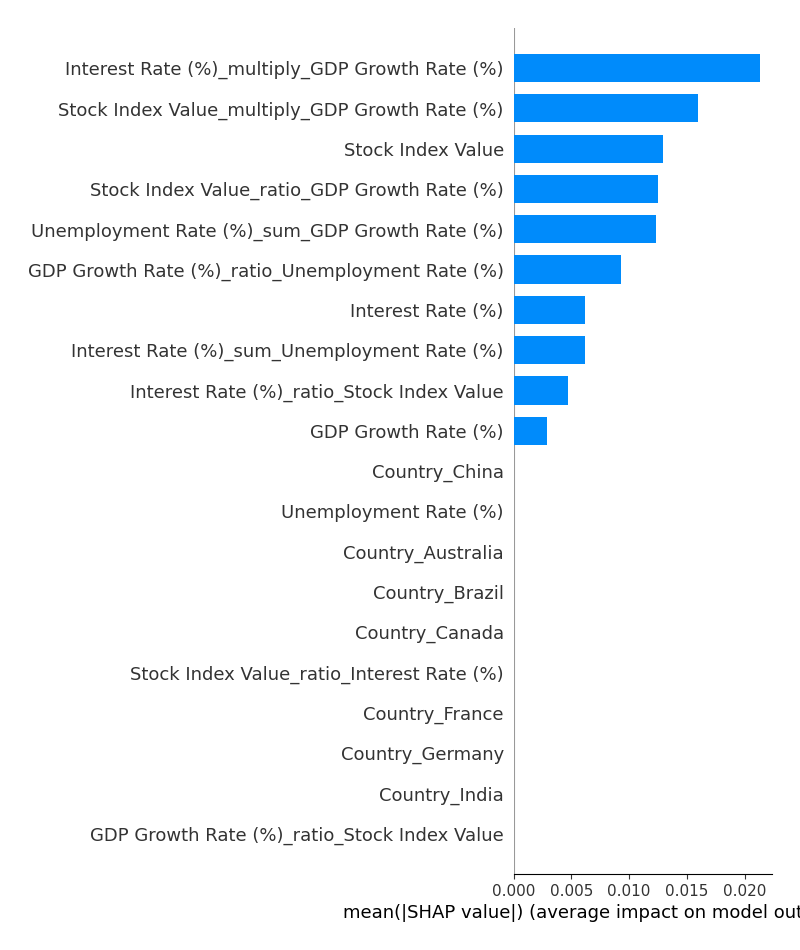 Interest Rate (%)_multiply_GDP Growth Rate (%)
Stock Index Value_multiply_GDP Growth Rate (%)
Stock Index Value
Stock Index Value_ratio_GDP Growth Rate (%)
Unemployment Rate (%)_sum_GDP Growth Rate (%)
GDP Growth Rate (%)_ratio_Unemployment Rate (%)
Interest Rate (%)
Interest Rate (%)_sum_Unemployment Rate (%)
Interest Rate (%)_ratio_Stock Index Value
GDP Growth Rate (%)
Country_China
Unemployment Rate (%)
Country_Australia
Country_Brazil
Country_Canada
Stock Index Value_ratio_Interest Rate (%)
Country_France
Country_Germany
Country_India
GDP Growth Rate (%)_ratio_Stock Index Value
0.000 0.005 0.010 0.015 0.020
mean(|SHAP value|) (average impact on model out